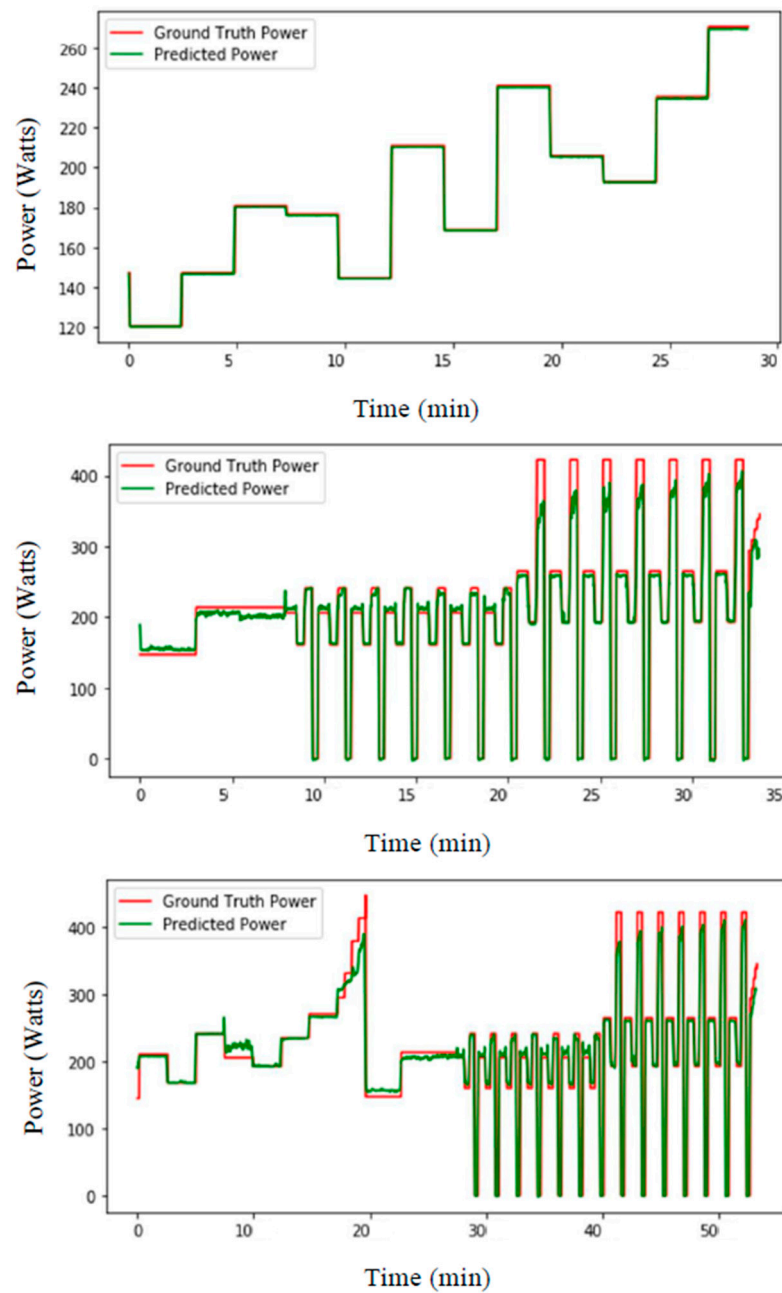 Ground Truth Power
Predicted Power
260
240
220
200
180
160
140
120
Power (Watts)
0 5 10 15 20 25 30
Time (min)
Ground Truth Power
Predicted Power
400
300
200
100
0
Power (Watts)
0 5 10 15 20 25 30 35
Time (min)
Ground Truth Power
Predicted Power
400
300
200
100
0
Power (Watts)
0 10 20 30 40 50
Time (min)